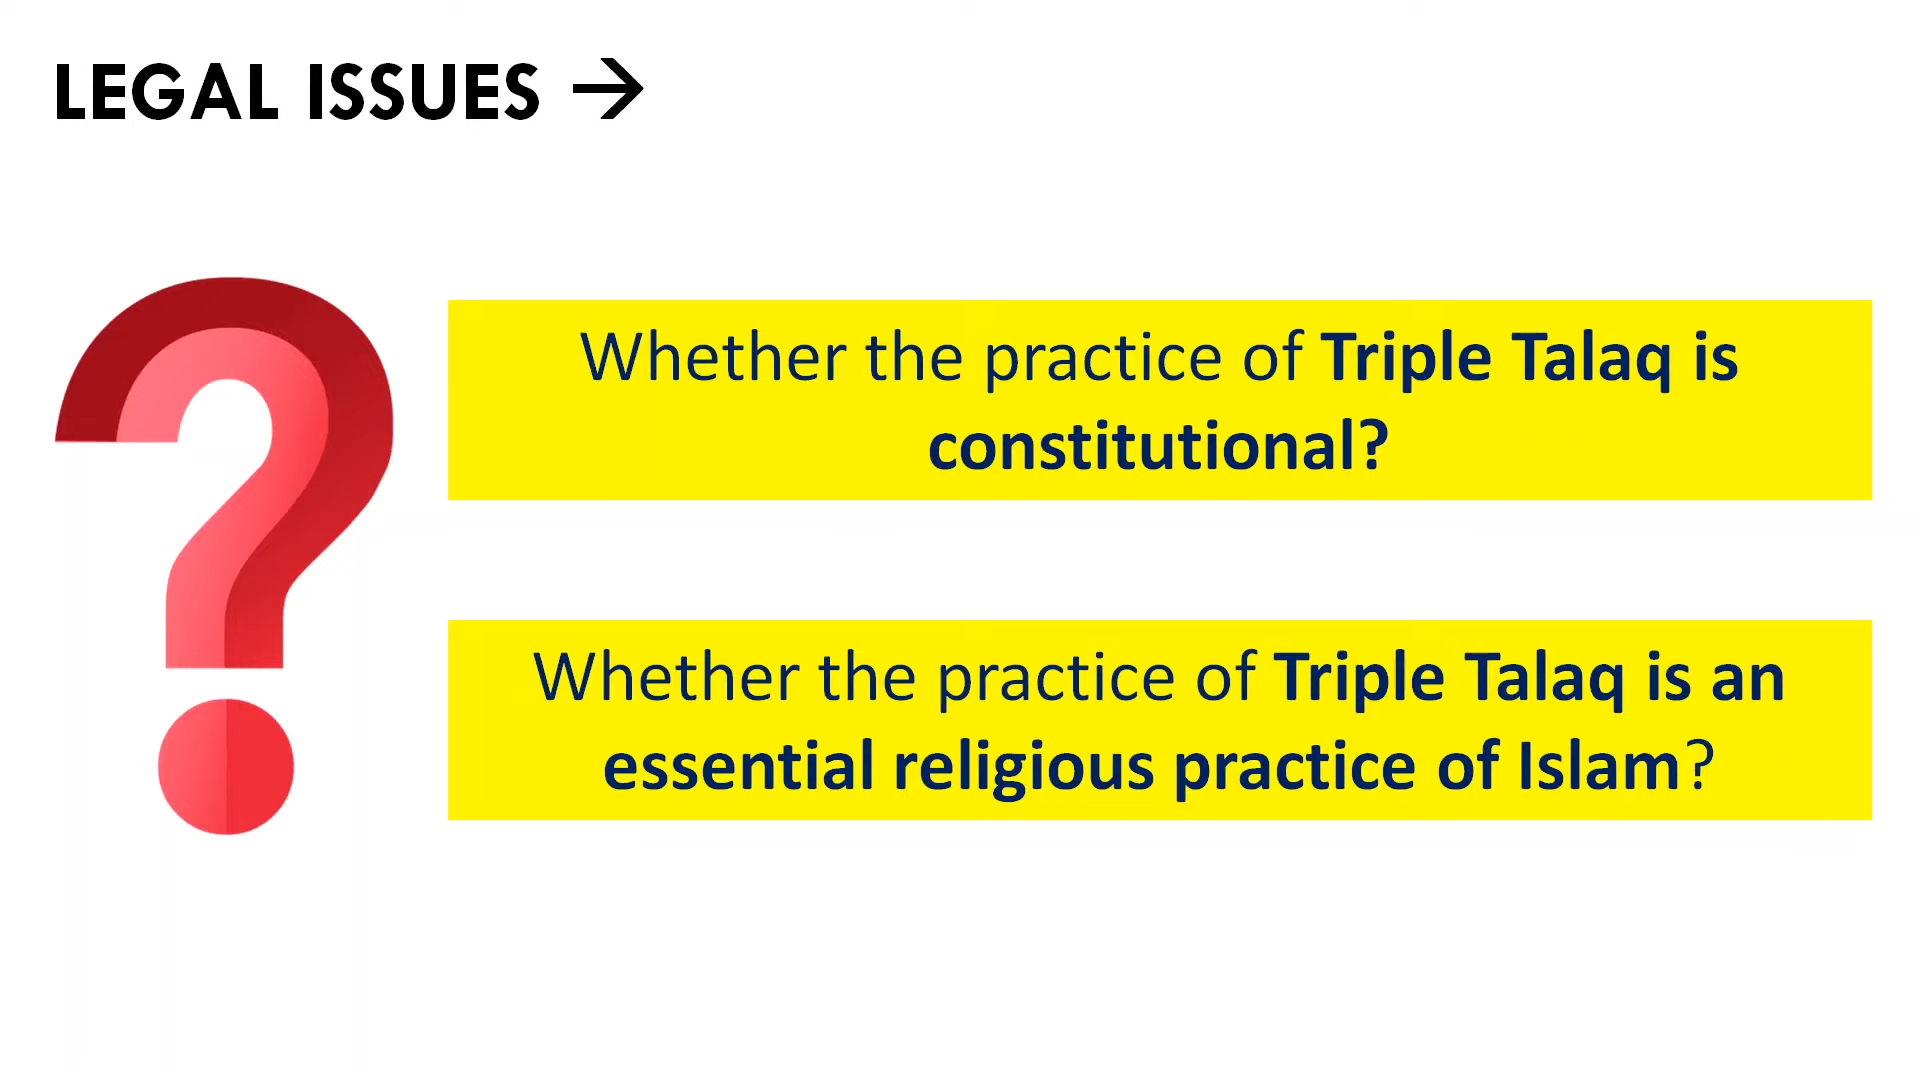 LEGAL ISSUES →
Whether the practice of Triple Talaq is
constitutional?
Whether the practice of Triple Talaq is an
essential religious practice of Islam?